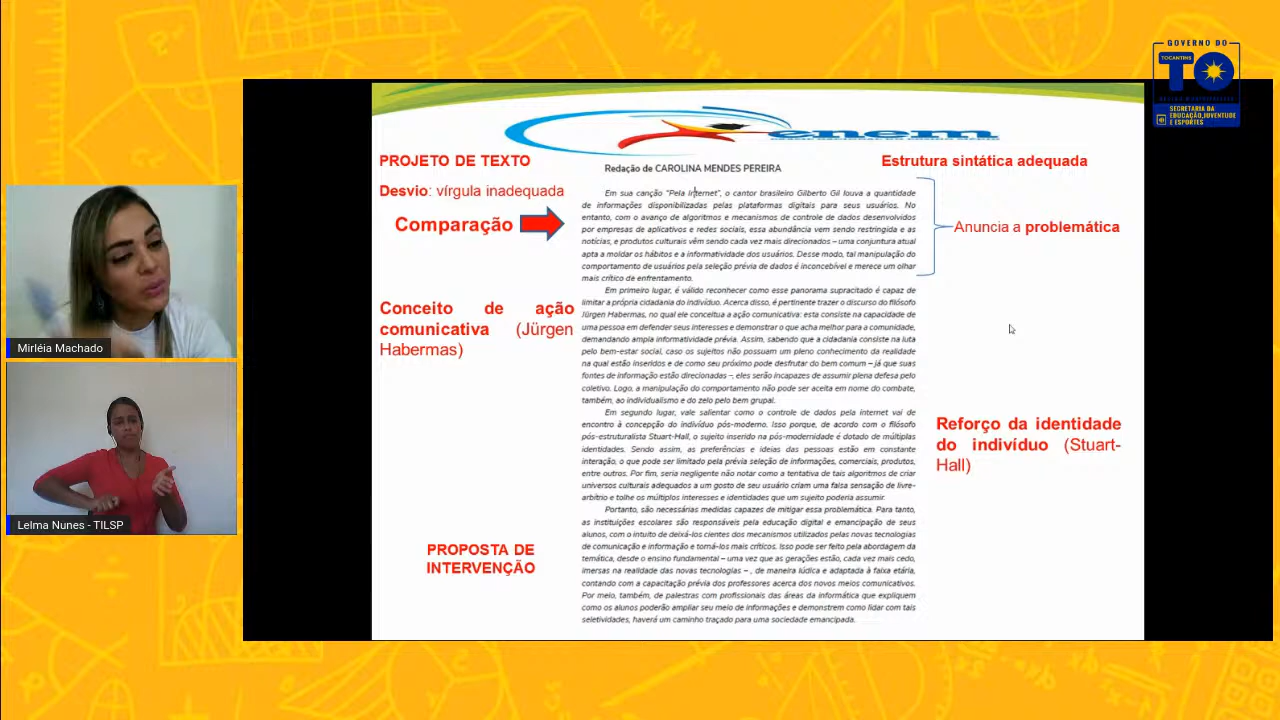 GOVERNO DO
TOCANTINS
TO
SECRETARIA DA
EDUCAÇÃO, JUVENTUDE
E ESPORTES
enem
PROJETO DE TEXTO
Estrutura sintática adequada
Redação de CAROLINA MENDES PEREIRA
Desvio: vírgula inadequada
Comparação
Em sua canção "Pela Internet", o cantor brasileiro Gilberto Gil louva a quantidade
de informações disponibilizadas pelas plataformas digitais para seus usuários. No
entanto, com o avanço de algoritmos e mecanismos de controle de dados desenvolvidos
por empresas de aplicativos e redes sociais, essa abundância vem sendo restringida e as
notícias, e produtos culturais vêm sendo cada vez mais direcionados – uma conjuntura atual
apta a moldar os hábitos e a informatividade dos usuários. Desse modo, tal manipulação do
comportamento de usuários pela seleção prévia de dados é inconcebível e merece um olhar
mais crítico de enfrentamento.
Anuncia a problemática
Conceito de ação
comunicativa (Jürgen
Habermas)
Em primeiro lugar, é válido reconhecer como esse panorama supracitado é capaz de
limitar a própria cidadania do indivíduo. Acerca disso, é pertinente trazer o discurso do filósofo
Jürgen Habermas, no qual ele conceitua a ação comunicativa: esta consiste na capacidade de
uma pessoa em defender seus interesses e demonstrar o que acha melhor para a comunidade,
demandando ampla informatividade prévia. Assim, sabendo que a cidadania consiste na luta
pelo bem-estar social, caso os sujeitos não possuam um pleno conhecimento da realidade
na qual estão inseridos e de como seu próximo pode desfrutar do bem comum – já que suas
fontes de informação estão direcionadas –, eles serão incapazes de assumir plena defesa pelo
coletivo. Logo, a manipulação do comportamento não pode ser aceita em nome do combate,
também, ao individualismo e do zelo pelo bem grupal.
Em segundo lugar, vale salientar como o controle de dados pela internet vai de
encontro à concepção do indivíduo pós-moderno. Isso porque, de acordo com o filósofo
pós-estruturalista Stuart-Hall, o sujeito inserido na pós-modernidade é dotado de múltiplas
identidades. Sendo assim, as preferências e ideias das pessoas estão em constante
interação, o que pode ser limitado pela prévia seleção de informações, comerciais, produtos,
entre outros. Por fim, seria negligente não notar como a tentativa de tais algoritmos de criar
universos culturais adequados a um gosto de seu usuário criam uma falsa sensação de livre-
arbítrio e tolhe os múltiplos interesses e identidades que um sujeito poderia assumir.
Reforço da identidade
do indivíduo (Stuart-
Hall)
Portanto, são necessárias medidas capazes de mitigar essa problemática. Para tanto,
as instituições escolares são responsáveis pela educação digital e emancipação de seus
alunos, com o intuito de deixá-los cientes dos mecanismos utilizados pelas novas tecnologias
de comunicação e informação e torná-los mais críticos. Isso pode ser feito pela abordagem da
temática, desde o ensino fundamental – uma vez que as gerações estão, cada vez mais cedo,
imersas na realidade das novas tecnologias – , de maneira lúdica e adaptada à faixa etária,
contando com a capacitação prévia dos professores acerca dos novos meios comunicativos.
Por meio, também, de palestras com profissionais das áreas da informática que expliquem
como os alunos poderão ampliar seu meio de informações e demonstrem como lidar com tais
seletividades, haverá um caminho traçado para uma sociedade emancipada.
PROPOSTA DE
INTERVENÇÃO
Mirléia Machado
Lelma Nunes - TILSP